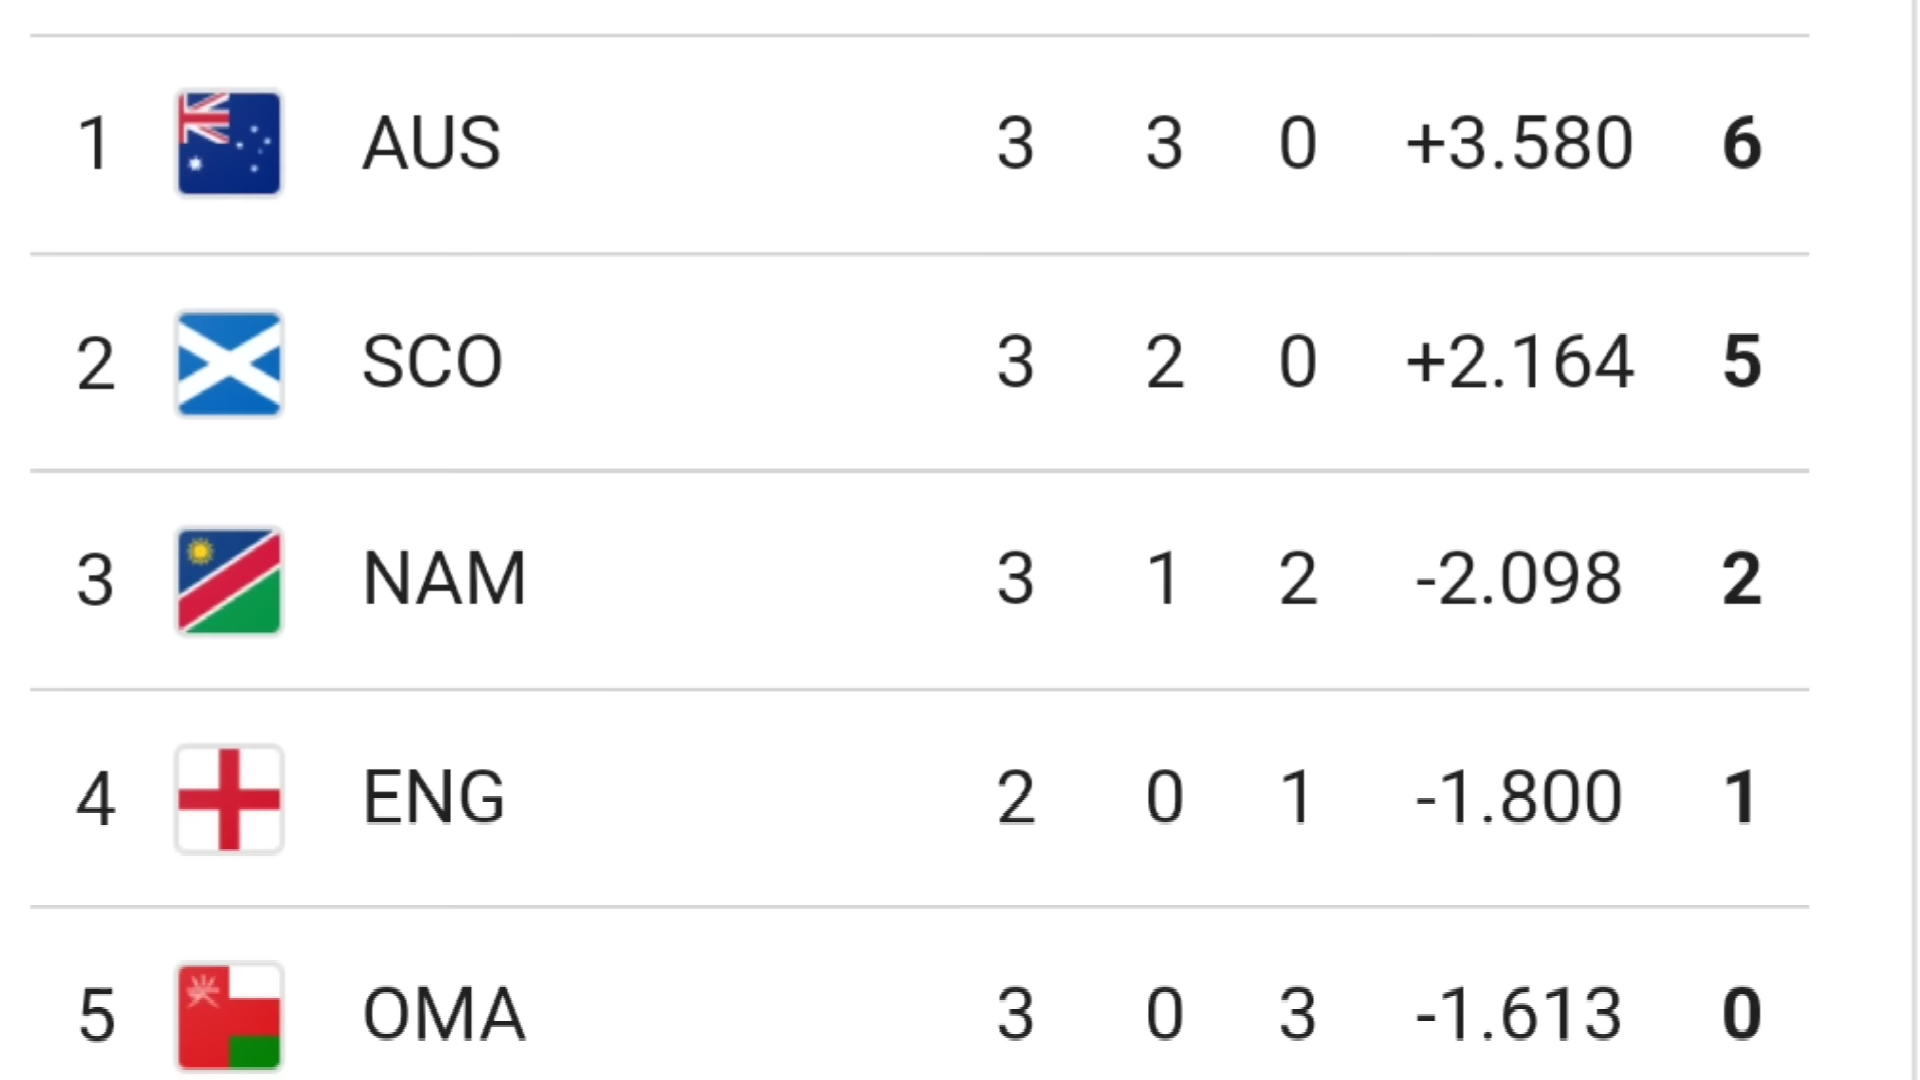 1 AUS 3 3 0 +3.580 6
2 SCO 3 2 0 +2.164 5
3 NAM 3 1 2 -2.098 2
4 ENG 2 0 1 -1.800 1
5 OMA 3 0 3 -1.613 0